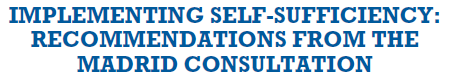 IMPLEMENTING SELF-SUFFICIENCY:
RECOMMENDATIONS FROM THE
MADRID CONSULTATION